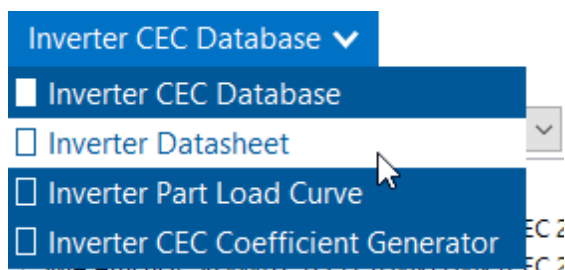 Inverter CEC Database
Inverter CEC Database
Inverter Datasheet
Inverter Part Load Curve
Inverter CEC Coefficient Generator